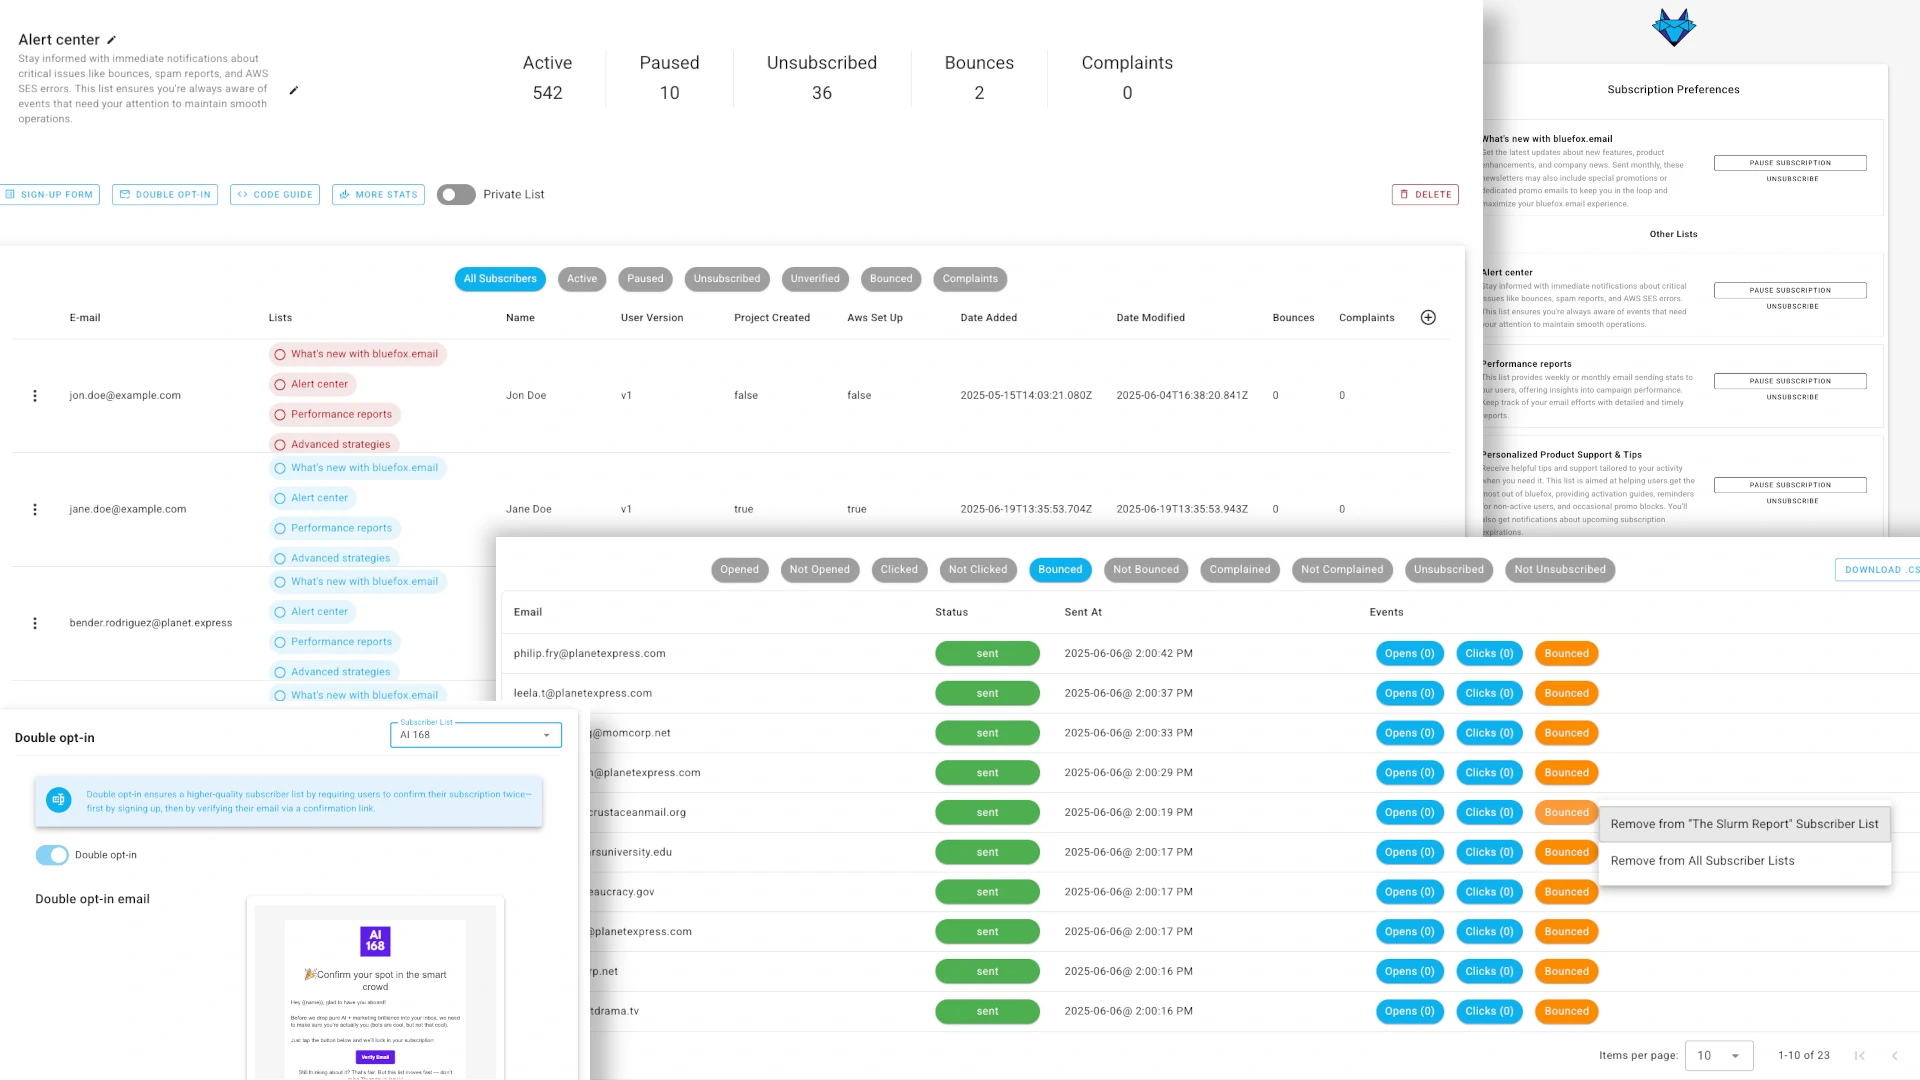 Alert center
Stay informed with immediate notifications about
critical issues like bounces, spam reports, and AWS
SES errors. This list ensures you're always aware of
events that need your attention to maintain smooth
operations.
Active
542
Paused
10
Unsubscribed
36
Bounces
2
Complaints
0
SIGN-UP FORM
DOUBLE OPT-IN
CODE GUIDE
MORE STATS
Private List
DELETE
All Subscribers
Active
Paused
Unsubscribed
Unverified
Bounced
Complaints
E-mail Lists Name User Version Project Created Aws Set Up Date Added Date Modified Bounces Complaints
What's new with bluefox.email
Alert center
jon.doe@example.com Jon Doe v1 false false 2025-05-15T14:03:21.080Z 2025-06-04T16:38:20.841Z 0 0
Performance reports
Advanced strategies
What's new with bluefox.email
Alert center
jane.doe@example.com Jane Doe v1 true true 2025-06-19T13:35:53.704Z 2025-06-19T13:35:53.943Z 0 0
Performance reports
Advanced strategies
What's new with bluefox.email
Alert center
bender.rodriguez@planet.express
Performance reports
Advanced strategies
What's new with bluefox.email
Subscription Preferences
What's new with bluefox.email
Get the latest updates about new features, product
enhancements, and company news. Sent monthly, these
newsletters may also include special promotions or
dedicated promo emails to keep you in the loop and
maximize your bluefox.email experience.
PAUSE SUBSCRIPTION
UNSUBSCRIBE
Other Lists
Alert center
Stay informed with immediate notifications about critical
issues like bounces, spam reports, and AWS SES errors.
This list ensures you're always aware of events that need
your attention to maintain smooth operations.
PAUSE SUBSCRIPTION
UNSUBSCRIBE
Performance reports
This list provides weekly or monthly email sending stats to
our users, offering insights into campaign performance.
Keep track of your email efforts with detailed and timely
reports.
PAUSE SUBSCRIPTION
UNSUBSCRIBE
Personalized Product Support & Tips
Receive helpful tips and support tailored to your activity
when you need it. This list is aimed at helping users get the
most out of bluefox, providing activation guides, reminders
for non-active users, and occasional promo blocks. You'll
also get notifications about upcoming subscription
expirations.
PAUSE SUBSCRIPTION
UNSUBSCRIBE
Opened
Not Opened
Clicked
Not Clicked
Bounced
Not Bounced
Complained
Not Complained
Unsubscribed
Not Unsubscribed
DOWNLOAD .CS
Email Status Sent At Events
philip.fry@planetexpress.com sent 2025-06-06@ 2:00:42 PM Opens (0) Clicks (0) Bounced
leela.t@planetexpress.com sent 2025-06-06@ 2:00:37 PM Opens (0) Clicks (0) Bounced
@momcorp.net sent 2025-06-06@ 2:00:33 PM Opens (0) Clicks (0) Bounced
@planetexpress.com sent 2025-06-06@ 2:00:29 PM Opens (0) Clicks (0) Bounced
crustaceanmail.org sent 2025-06-06@ 2:00:19 PM Opens (0) Clicks (0) Bounced
rsuniversity.edu sent 2025-06-06@ 2:00:17 PM Opens (0) Clicks (0) Bounced
eaucracy.gov sent 2025-06-06@ 2:00:17 PM Opens (0) Clicks (0) Bounced
@planetexpress.com sent 2025-06-06@ 2:00:17 PM Opens (0) Clicks (0) Bounced
rp.net sent 2025-06-06@ 2:00:16 PM Opens (0) Clicks (0) Bounced
tdrama.tv sent 2025-06-06@ 2:00:16 PM Opens (0) Clicks (0) Bounced
Remove from "The Slurm Report" Subscriber List
Remove from All Subscriber Lists
Items per page: 10 1-10 of 23
Double opt-in
Subscriber List
AI 168
Double opt-in ensures a higher-quality subscriber list by requiring users to confirm their subscription twice—
first by signing up, then by verifying their email via a confirmation link.
Double opt-in
Double opt-in email
AI
168
🎉Confirm your spot in the smart
crowd
Hey {{name}}, glad to have you aboard!
Before we drop pure AI + marketing brilliance into your inbox, we need
to make sure you're actually you (bots are cool, but not that cool).
Just tap the button below and we'll lock in your subscription:
Verify Email
Still thinking about it? That's fair. But this list moves fast — don't